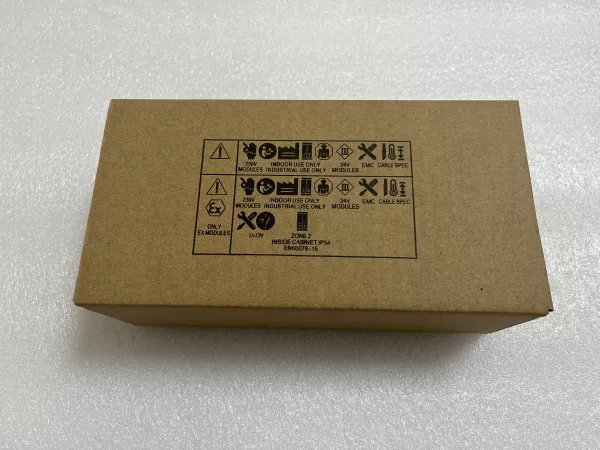 230V INDOOR USE ONLY 24V EMC CABLE SPEC
MODULES INDUSTRIAL USE ONLY MODULES
230V INDOOR USE ONLY 24V EMC CABLE SPEC
MODULES INDUSTRIAL USE ONLY MODULES
Ex
ONLY
EX MODULES
U≤0V ZONE 2
INSIDE CABINET IP54
EN60079-15